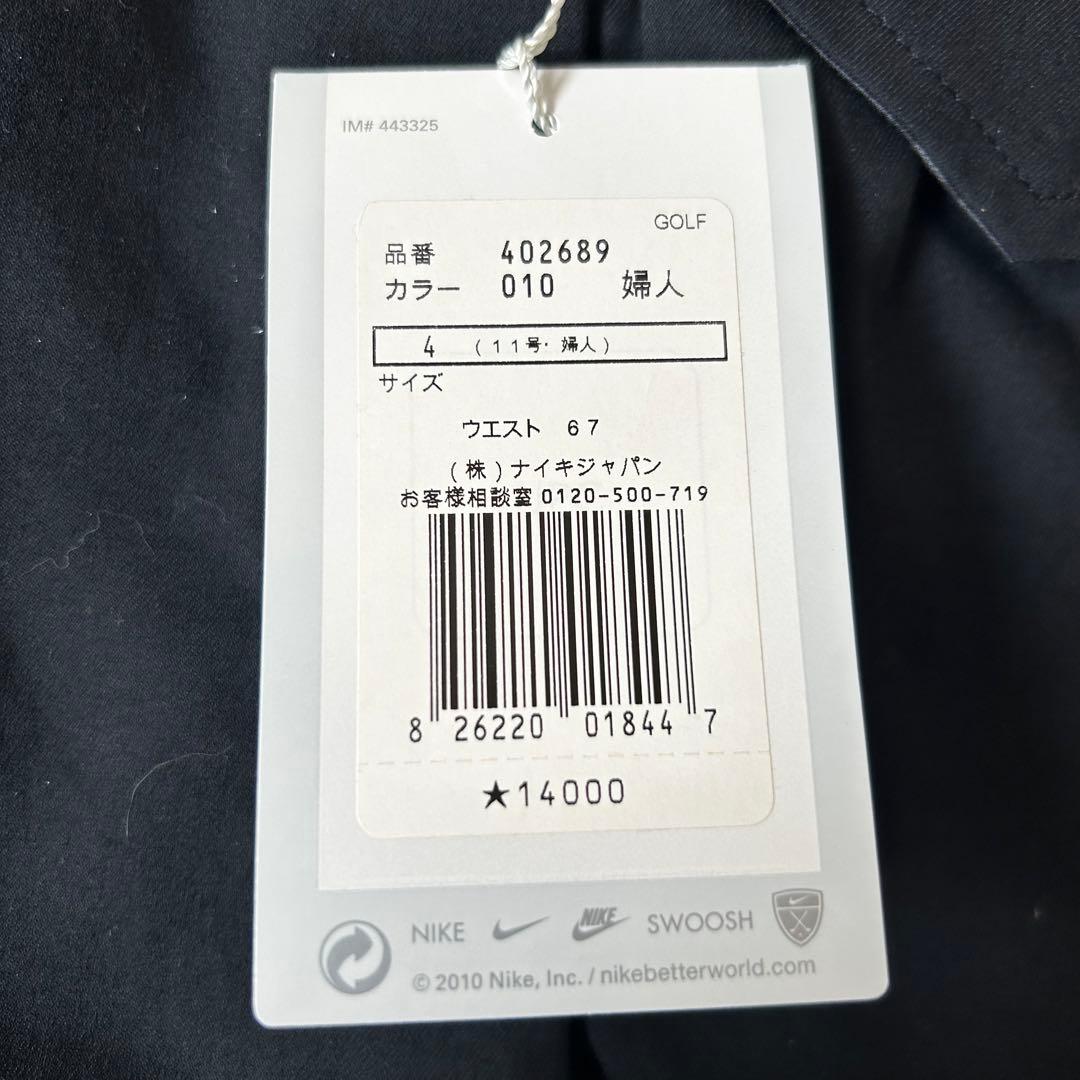 IM# 443325
GOLF
品番 402689
カラー 010 婦人
4 (11号・婦人)
サイズ
ウエスト 67
(株)ナイキジャパン
お客様相談室 0120-500-719
8 26220 01844 7
★14000
NIKE NIKE SWOOSH
© 2010 Nike, Inc. / nikebetterworld.com